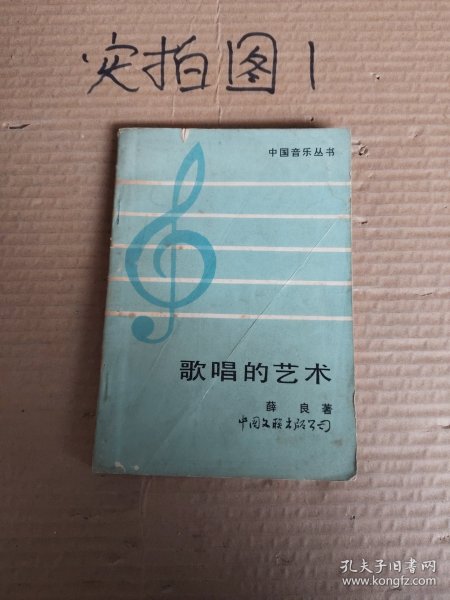 实拍图1
中国音乐丛书
歌唱的艺术
薛良著
中国文联出版公司
孔夫子旧书网
www.kongfz.com